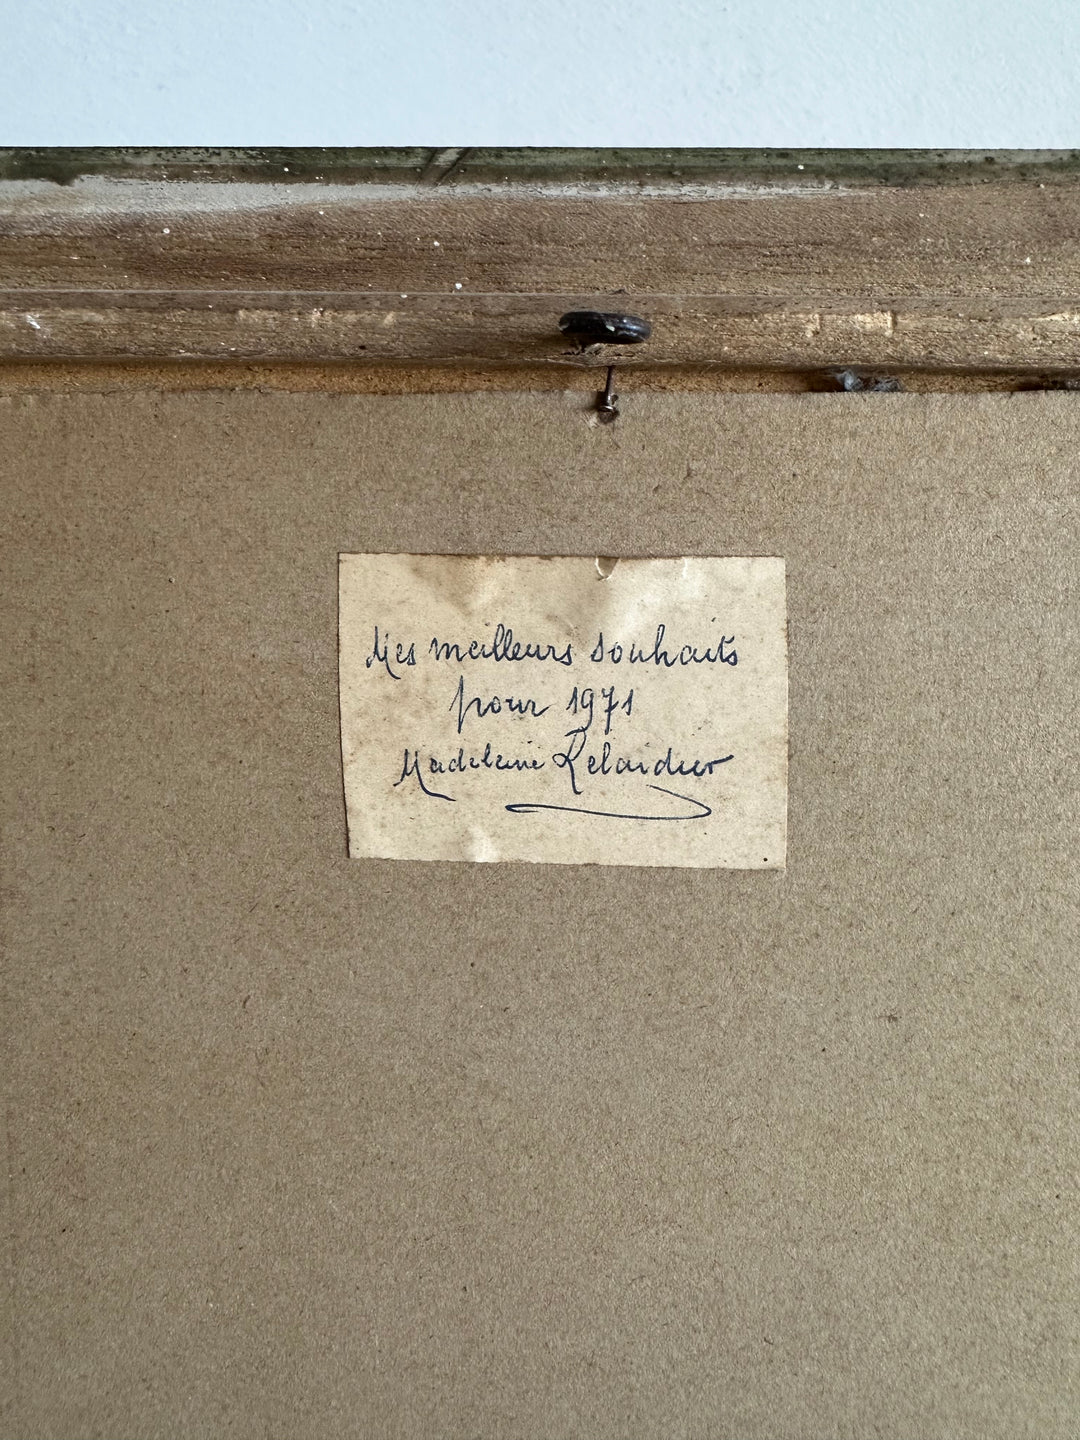 Mes meilleurs souhaits
pour 1971
Madeleine